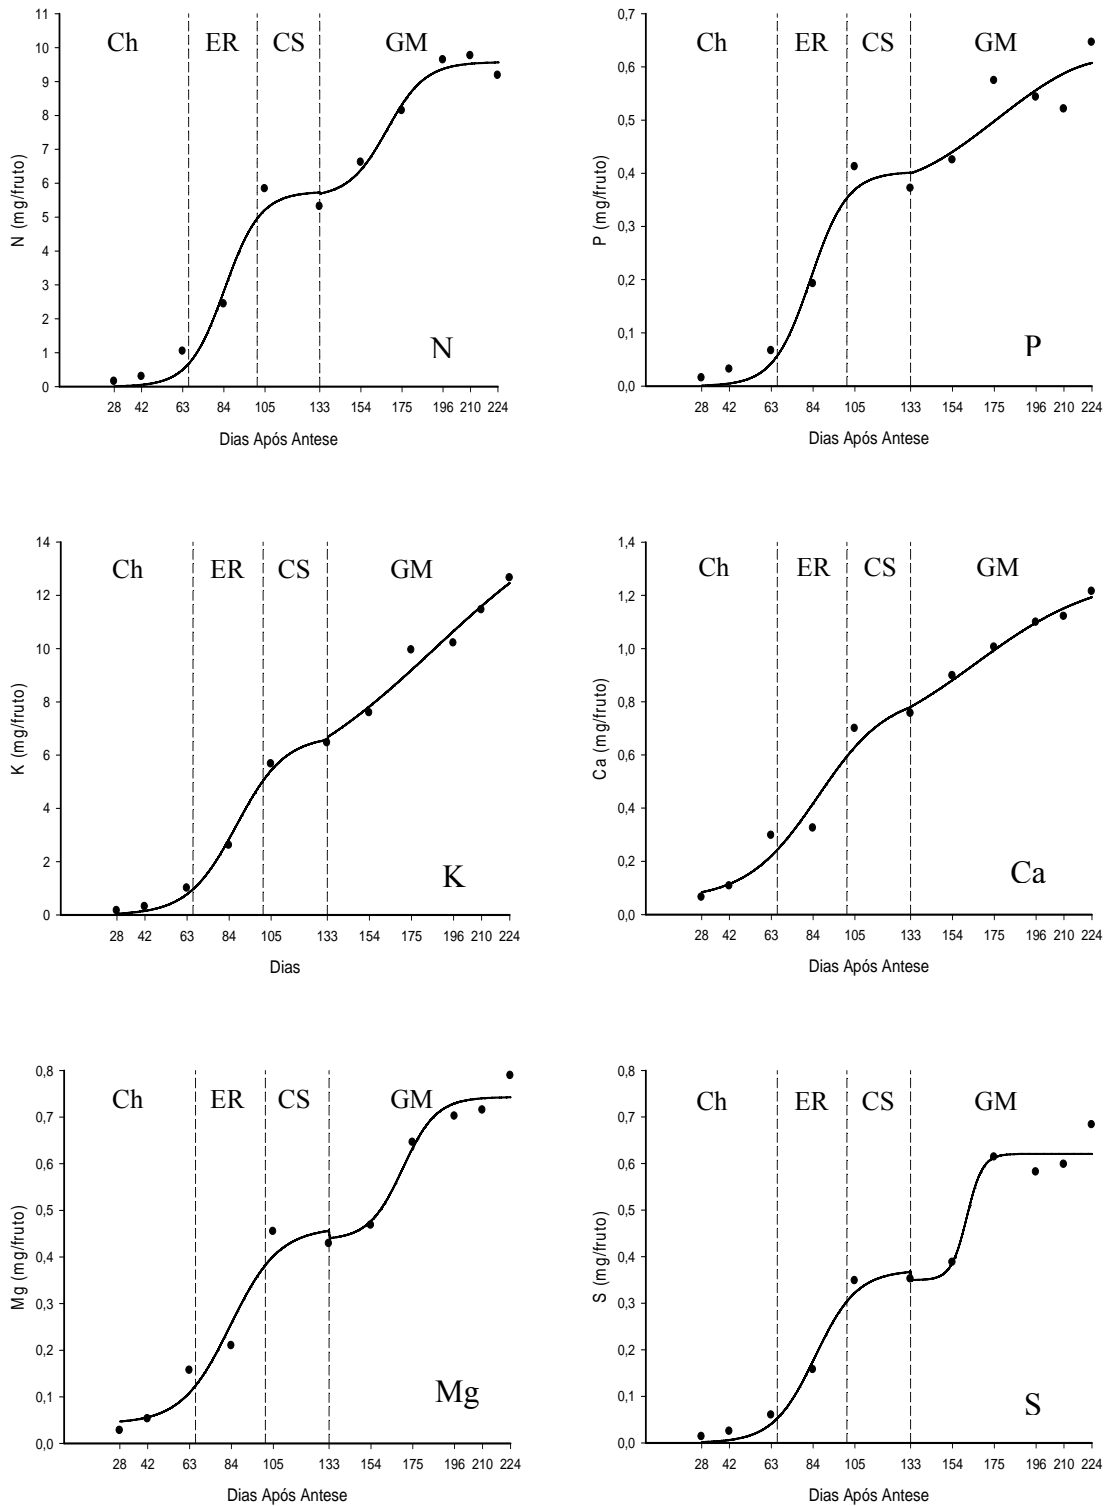 11
10
9
8
7
6
5
4
3
2
1
0
N (mg/fruto)
Ch ER CS GM
N
28 42 63 84 105 133 154 175 196 210 224
Dias Após Antese
0,7
0,6
0,5
0,4
0,3
0,2
0,1
0,0
P (mg/fruto)
Ch ER CS GM
P
28 42 63 84 105 133 154 175 196 210 224
Dias Após Antese
14
12
10
8
6
4
2
0
K (mg/fruto)
Ch ER CS GM
K
28 42 63 84 105 133 154 175 196 210 224
Dias
1,4
1,2
1,0
0,8
0,6
0,4
0,2
0,0
Ca (mg/fruto)
Ch ER CS GM
Ca
28 42 63 84 105 133 154 175 196 210 224
Dias Após Antese
0,8
0,7
0,6
0,5
0,4
0,3
0,2
0,1
0,0
Mg (mg/fruto)
Ch ER CS GM
Mg
28 42 63 84 105 133 154 175 196 210 224
Dias Após Antese
0,8
0,7
0,6
0,5
0,4
0,3
0,2
0,1
0,0
S (mg/fruto)
Ch ER CS GM
S
28 42 63 84 105 133 154 175 196 210 224
Dias Após Antese